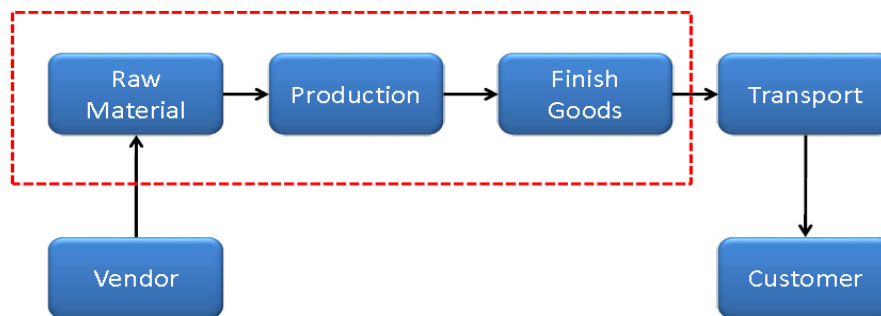 Raw
Material
Production
Finish
Goods
Transport
Vendor
Customer